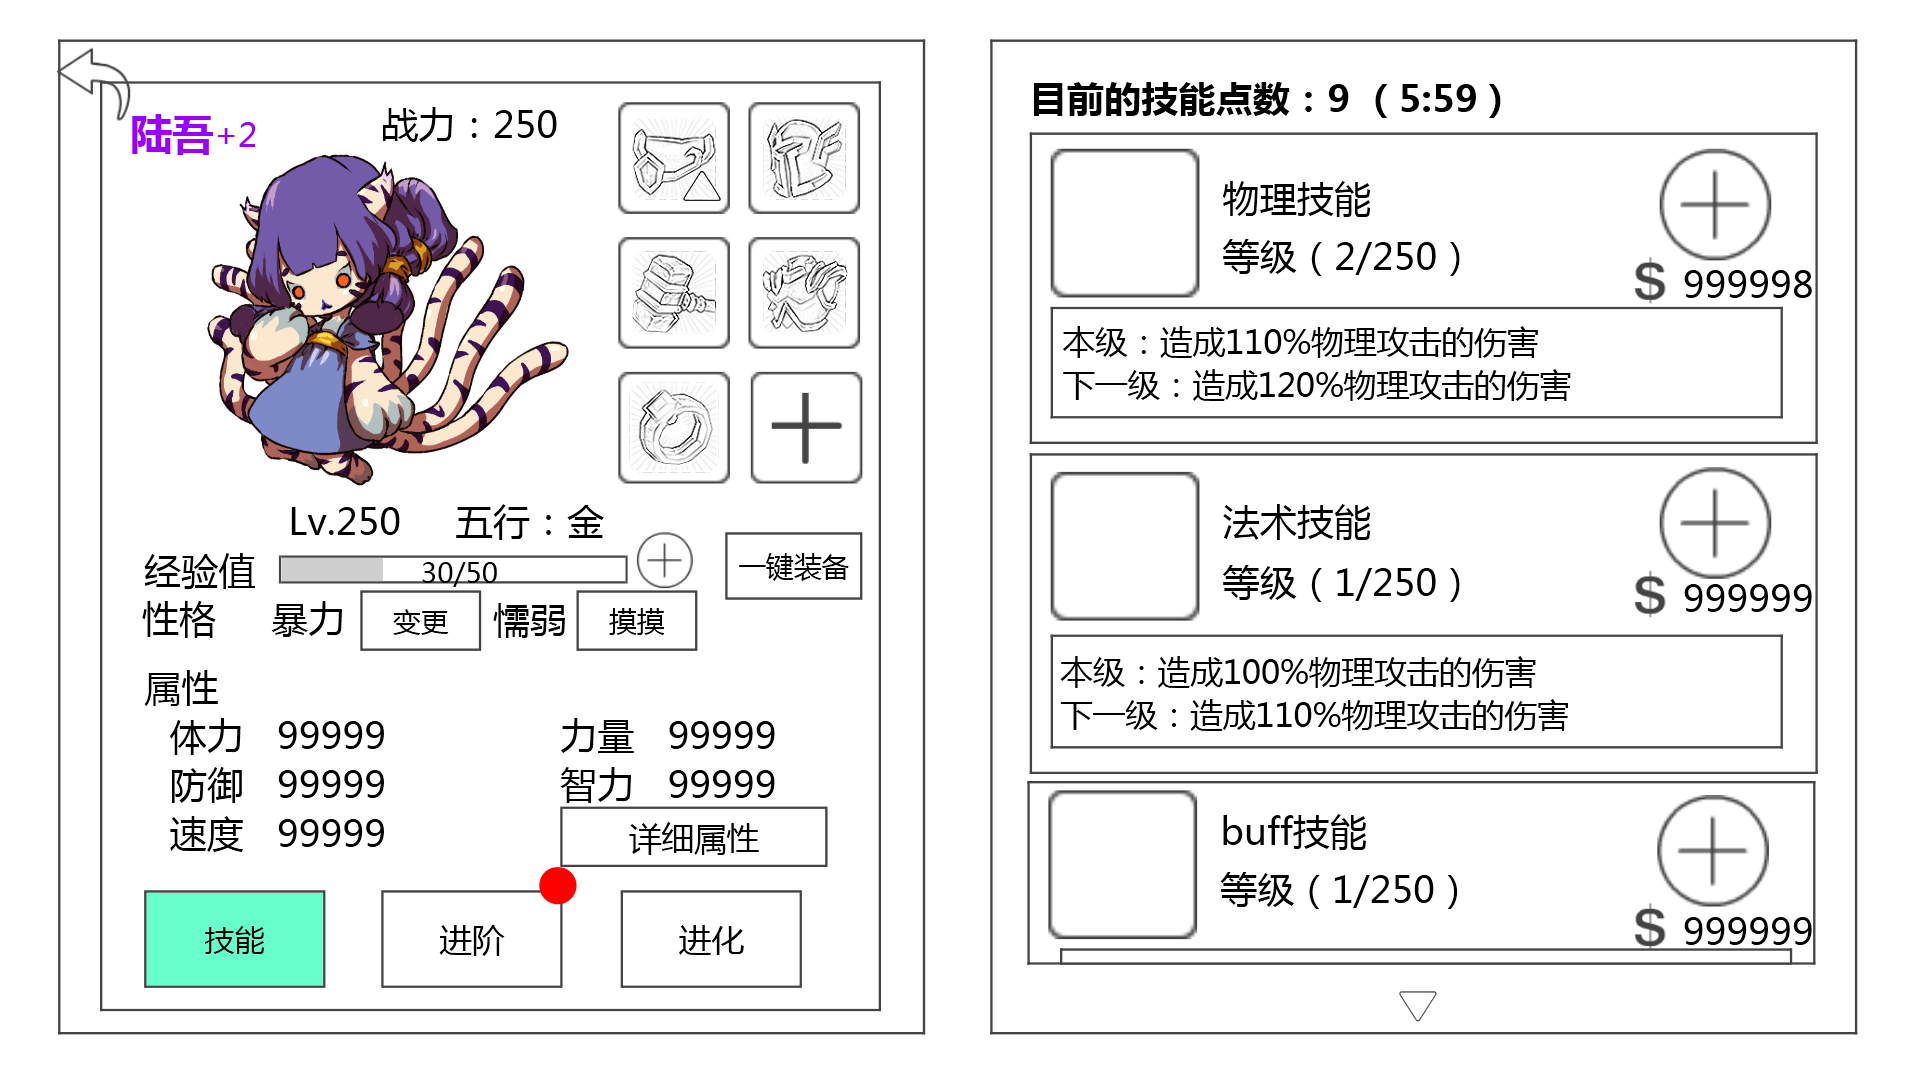 陆吾+2
战力：250
Lv.250 五行：金
经验值 30/50
一键装备
性格 暴力 变更 懦弱 摸摸
属性
体力 99999 力量 99999
防御 99999 智力 99999
速度 99999
详细属性
技能 进阶 进化
目前的技能点数：9 （5:59）
物理技能
等级（2/250）
$ 999998
本级：造成110%物理攻击的伤害
下一级：造成120%物理攻击的伤害
法术技能
等级（1/250）
$ 999999
本级：造成100%物理攻击的伤害
下一级：造成110%物理攻击的伤害
buff技能
等级（1/250）
$ 999999